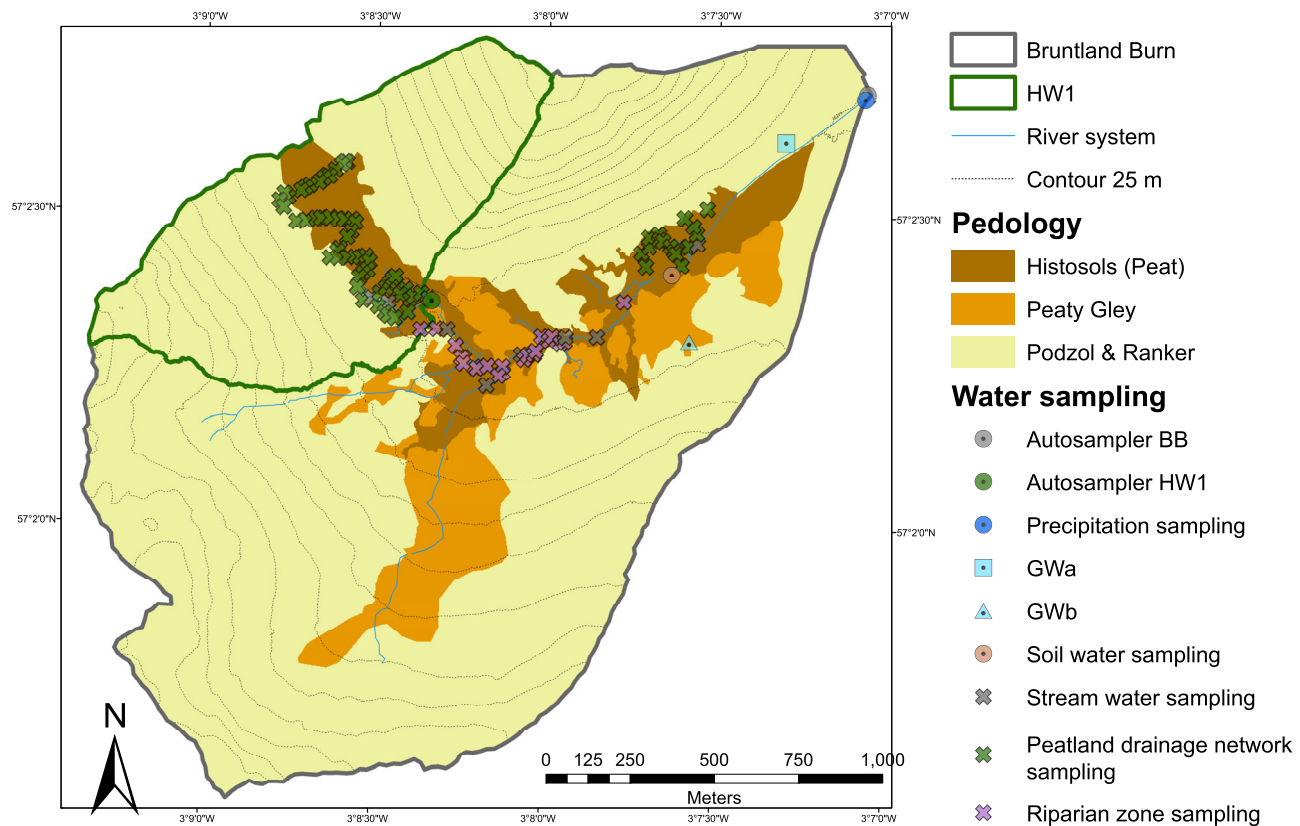 3°9'0"W 3°8'30"W 3°8'0"W 3°7'30"W 3°7'0"W
57°2'30"N 57°2'30"N
57°2'0"N 57°2'0"N
N
0 125 250 500 750 1,000
Meters
3°9'0"W 3°8'30"W 3°8'0"W 3°7'30"W 3°7'0"W
Bruntland Burn
HW1
River system
Contour 25 m
Pedology
Histosols (Peat)
Peaty Gley
Podzol & Ranker
Water sampling
Autosampler BB
Autosampler HW1
Precipitation sampling
GWa
GWb
Soil water sampling
Stream water sampling
Peatland drainage network
sampling
Riparian zone sampling